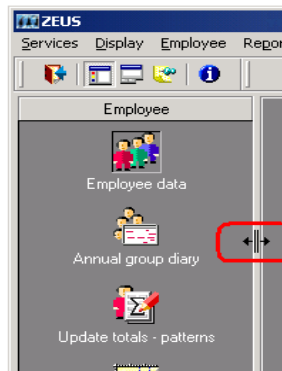 ZEUS
Services Display Employee Repor
Employee
Employee data
Annual group diary
Update totals - patterns